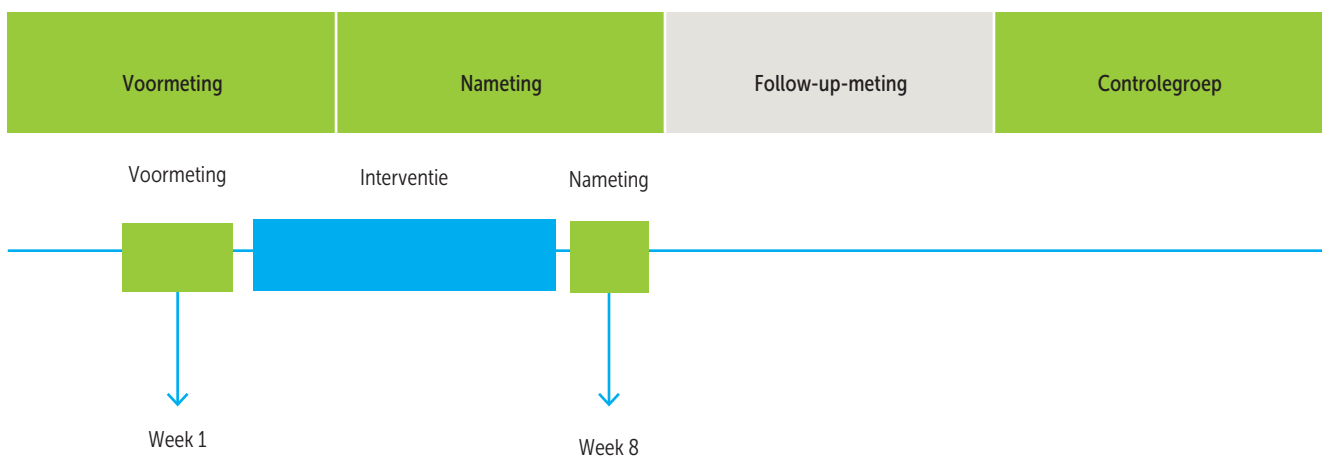 Voormeting
Nameting
Follow-up-meting
Controlegroep
Voormeting
Interventie
Nameting
Week 1
Week 8